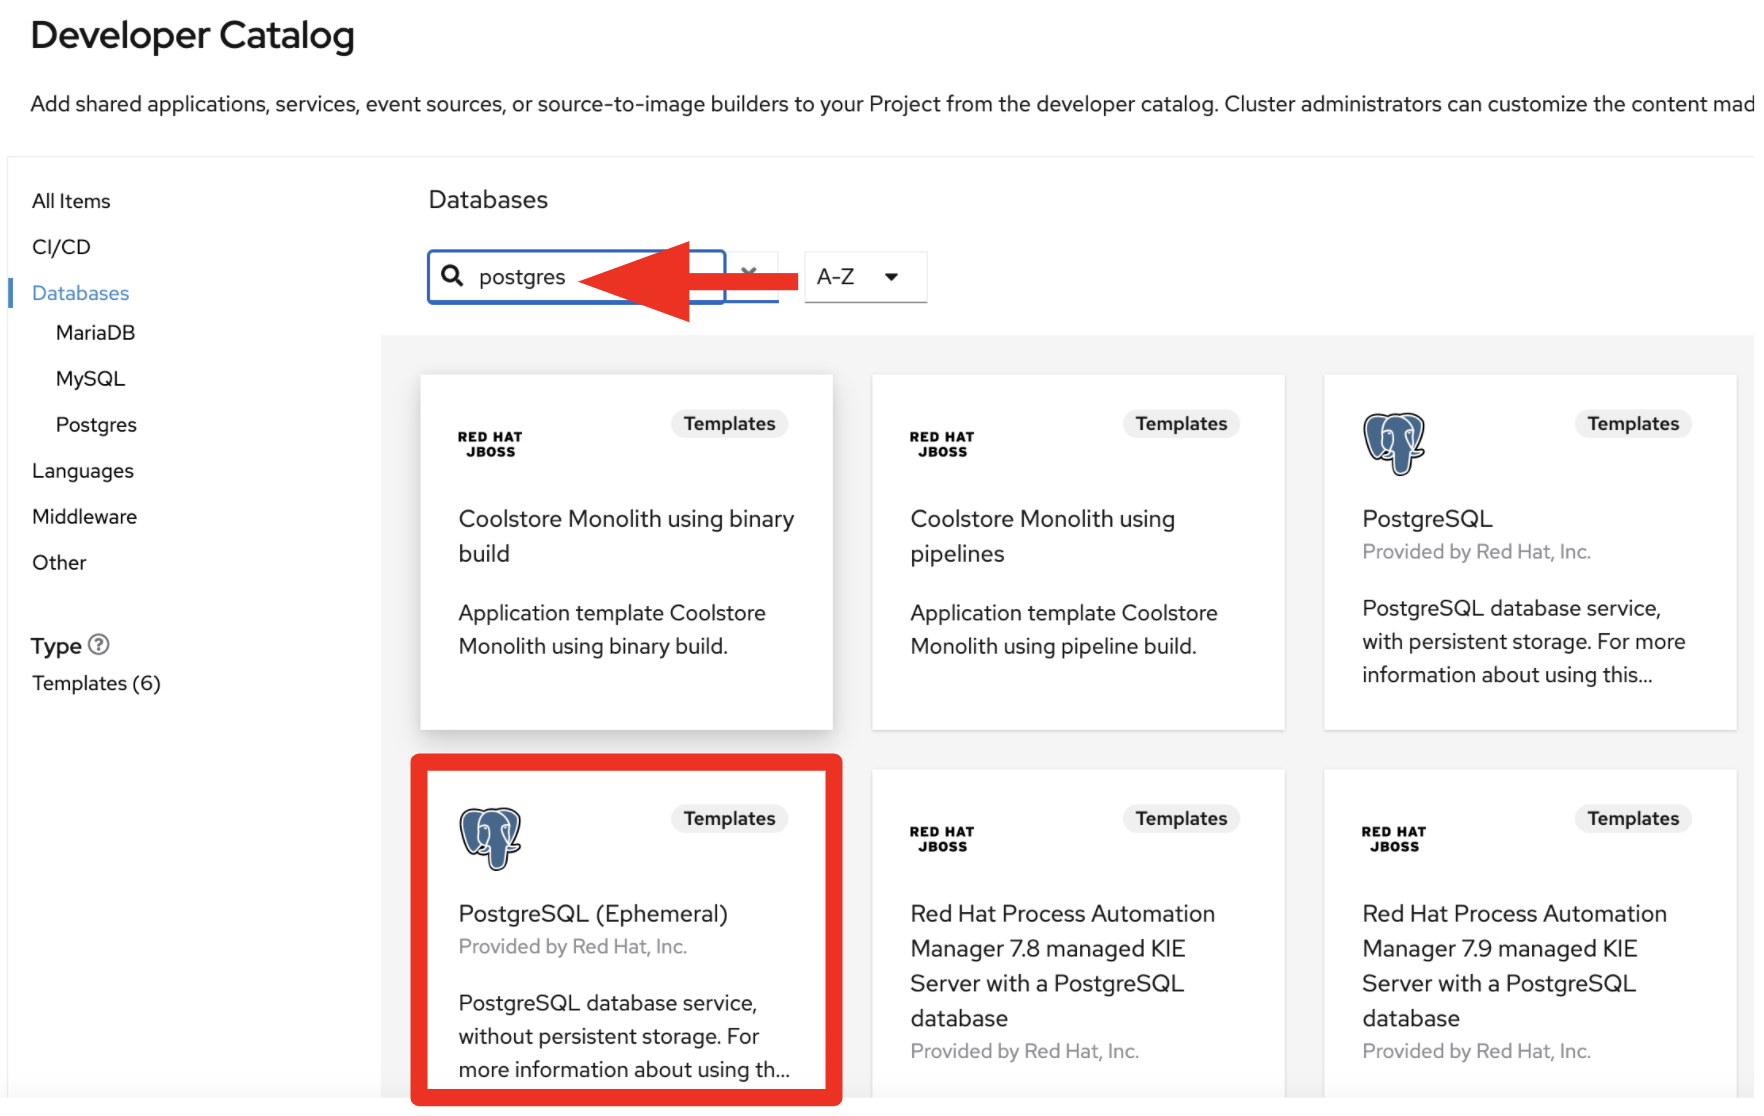 Developer Catalog
Add shared applications, services, event sources, or source-to-image builders to your Project from the developer catalog. Cluster administrators can customize the content mad
All Items
CI/CD
Databases
MariaDB
MySQL
Postgres
Languages
Middleware
Other
Type
Templates (6)
Databases
postgres
A-Z
RED HAT
JBOSS
Templates
Coolstore Monolith using binary
build
Application template Coolstore
Monolith using binary build.
RED HAT
JBOSS
Templates
Coolstore Monolith using
pipelines
Application template Coolstore
Monolith using pipeline build.
Templates
PostgreSQL
Provided by Red Hat, Inc.
PostgreSQL database service,
with persistent storage. For more
information about using this...
Templates
PostgreSQL (Ephemeral)
Provided by Red Hat, Inc.
PostgreSQL database service,
without persistent storage. For
more information about using th...
RED HAT
JBOSS
Templates
Red Hat Process Automation
Manager 7.8 managed KIE
Server with a PostgreSQL
database
Provided by Red Hat, Inc.
RED HAT
JBOSS
Templates
Red Hat Process Automation
Manager 7.9 managed KIE
Server with a PostgreSQL
database
Provided by Red Hat, Inc.